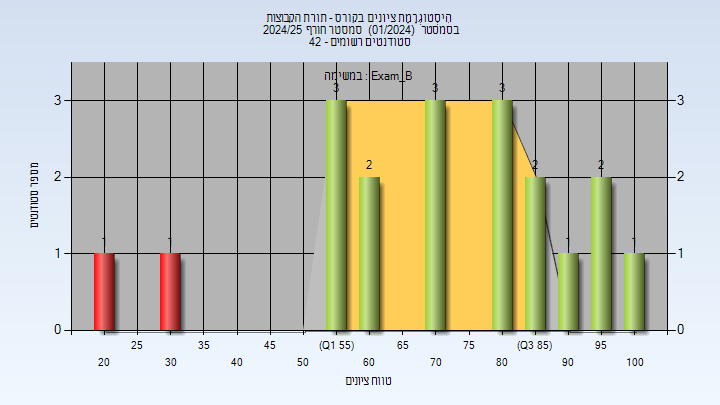 היסטוגרמת ציונים בקורס - תורת הקבוצות
בסמסטר (01/2024) סמסטר חורף 2024/25
סטודנטים רשומים - 42
במשימה : Exam_B
מספר סטודנטים
3 3 3 3 3
2 2 2 2 2
1 1 1 1 1
0 0
25 35 45 (Q1 55) 65 75 (Q3 85) 95
20 30 40 50 60 70 80 90 100
טווח ציונים